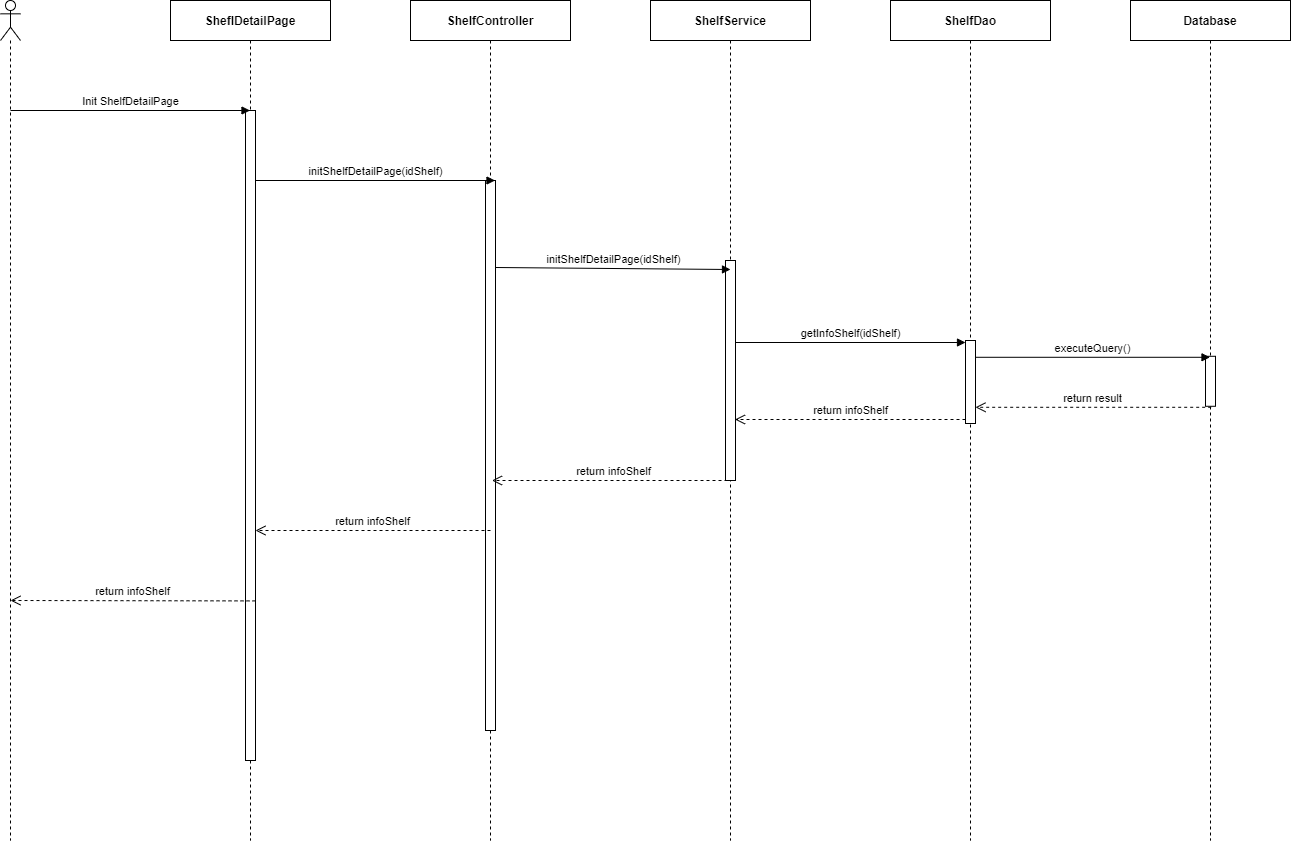 SheflDetailPage
ShelfController
ShelfService
ShelfDao
Database
Init ShelfDetailPage
initShelfDetailPage(idShelf)
initShelfDetailPage(idShelf)
getInfoShelf(idShelf)
executeQuery()
return result
return infoShelf
return infoShelf
return infoShelf
return infoShelf